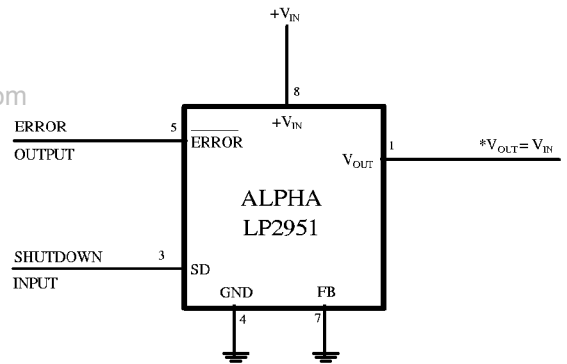 +VIN
8
om
+VIN
ERROR
5
ERROR
OUTPUT
1
VOUT
*VOUT= VIN
ALPHA
LP2951
SHUTDOWN
3
SD
INPUT
GND
FB
4
7